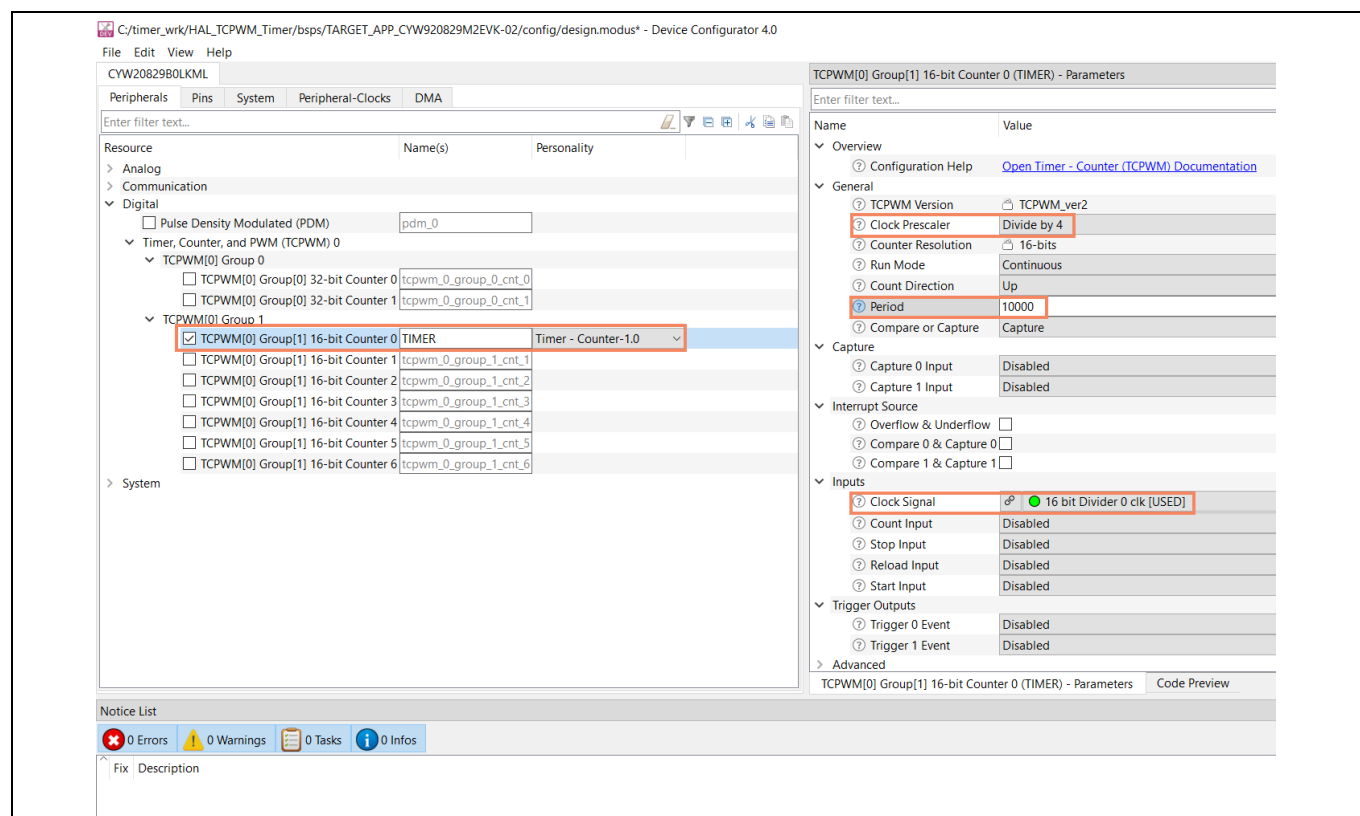 C:/timer_wrk/HAL_TCPWM_Timer/bsps/TARGET_APP_CYW920829M2EVK-02/config/design.modus* - Device Configurator 4.0
File Edit View Help
CYW20829B0LKML
Peripherals Pins System Peripheral-Clocks DMA
Enter filter text...
Resource Name(s) Personality
Analog
Communication
Digital
Pulse Density Modulated (PDM) pdm_0
Timer, Counter, and PWM (TCPWM) 0
TCPWM[0] Group 0
TCPWM[0] Group[0] 32-bit Counter 0 tcpwm_0_group_0_cnt_0
TCPWM[0] Group[0] 32-bit Counter 1 tcpwm_0_group_0_cnt_1
TCPWM[0] Group 1
TCPWM[0] Group[1] 16-bit Counter 0 TIMER Timer - Counter-1.0
TCPWM[0] Group[1] 16-bit Counter 1 tcpwm_0_group_1_cnt_1
TCPWM[0] Group[1] 16-bit Counter 2 tcpwm_0_group_1_cnt_2
TCPWM[0] Group[1] 16-bit Counter 3 tcpwm_0_group_1_cnt_3
TCPWM[0] Group[1] 16-bit Counter 4 tcpwm_0_group_1_cnt_4
TCPWM[0] Group[1] 16-bit Counter 5 tcpwm_0_group_1_cnt_5
TCPWM[0] Group[1] 16-bit Counter 6 tcpwm_0_group_1_cnt_6
System
TCPWM[0] Group[1] 16-bit Counter 0 (TIMER) - Parameters
Enter filter text...
Name Value
Overview
Configuration Help Open Timer - Counter (TCPWM) Documentation
General
TCPWM Version TCPWM_ver2
Clock Prescaler Divide by 4
Counter Resolution 16-bits
Run Mode Continuous
Count Direction Up
Period 10000
Compare or Capture Capture
Capture
Capture 0 Input Disabled
Capture 1 Input Disabled
Interrupt Source
Overflow & Underflow
Compare 0 & Capture 0
Compare 1 & Capture 1
Inputs
Clock Signal 16 bit Divider 0 clk [USED]
Count Input Disabled
Stop Input Disabled
Reload Input Disabled
Start Input Disabled
Trigger Outputs
Trigger 0 Event Disabled
Trigger 1 Event Disabled
Advanced
TCPWM[0] Group[1] 16-bit Counter 0 (TIMER) - Parameters Code Preview
Notice List
0 Errors 0 Warnings 0 Tasks 0 Infos
Fix Description